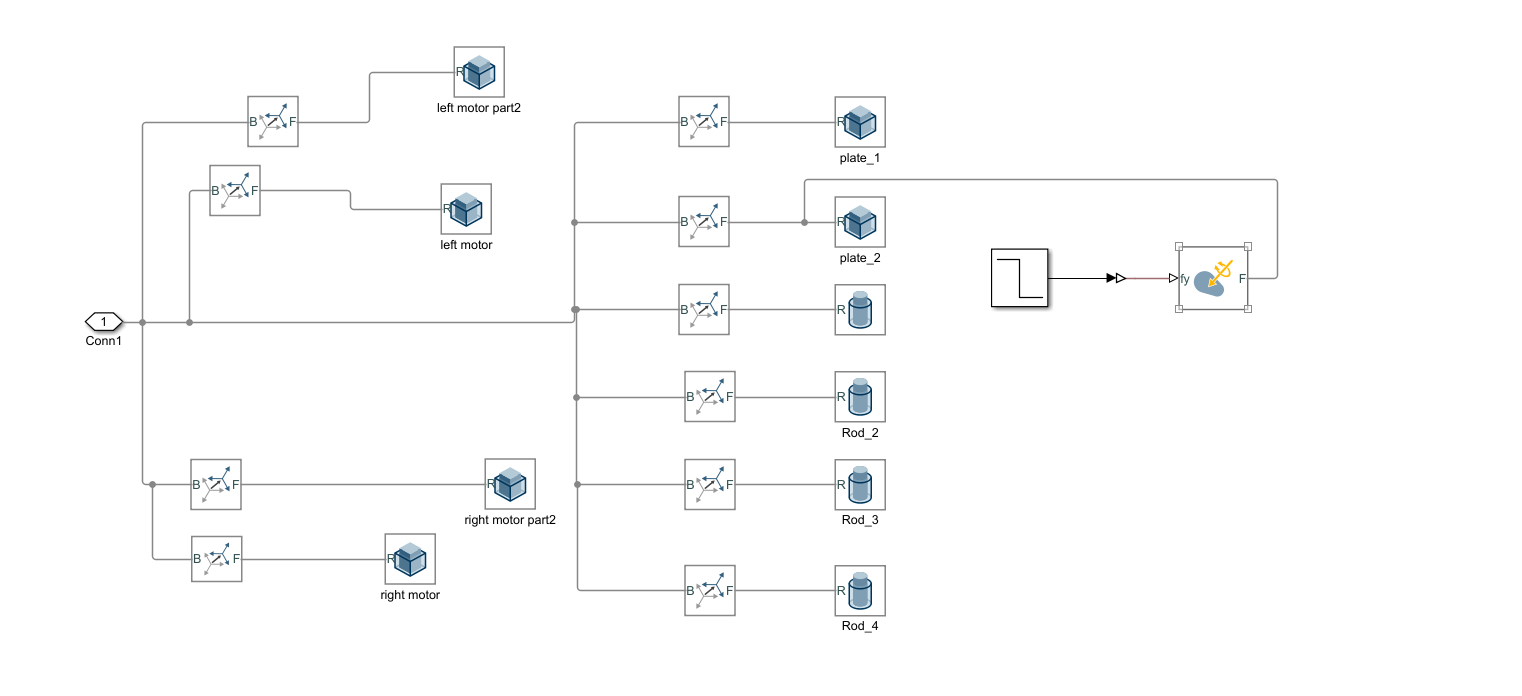 R
left motor part2
B F
B F
R
plate_1
B F
R
left motor
B F
R
plate_2
fy F
1
Conn1
B F
R
B F
R
Rod_2
B F
R
right motor part2
B F
R
Rod_3
B F
R
right motor
B F
R
Rod_4